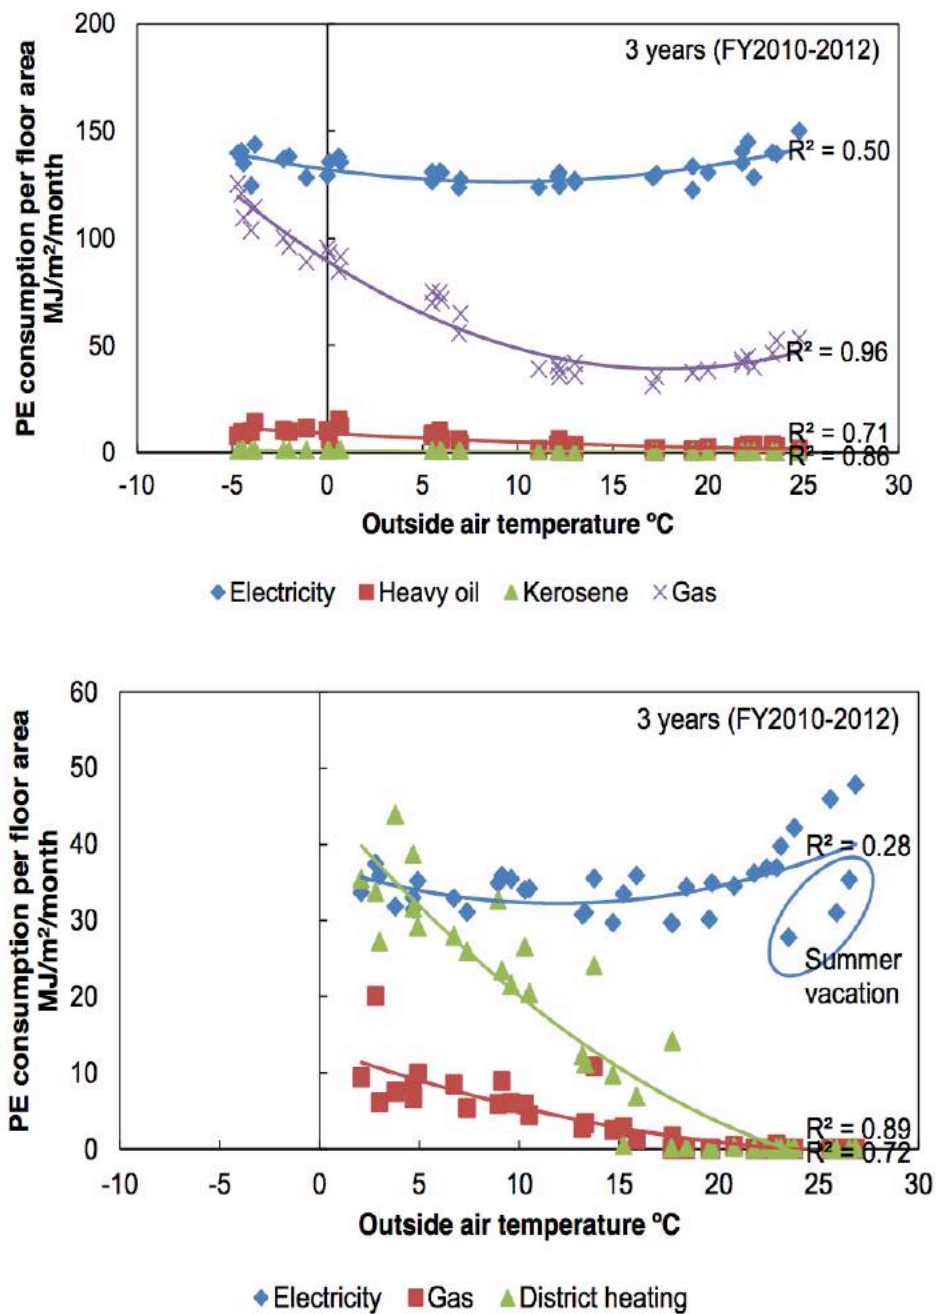 200
3 years (FY2010-2012)
150
R² = 0.50
100
50
R² = 0.96
R² = 0.71
R² = 0.86
0
-10 -5 0 5 10 15 20 25 30
PE consumption per floor area
MJ/m²/month
Outside air temperature ºC
Electricity Heavy oil Kerosene Gas
60
3 years (FY2010-2012)
50
40
R² = 0.28
30
Summer
vacation
20
10
R² = 0.89
R² = 0.72
0
-10 -5 0 5 10 15 20 25 30
PE consumption per floor area
MJ/m²/month
Outside air temperature ºC
Electricity Gas District heating